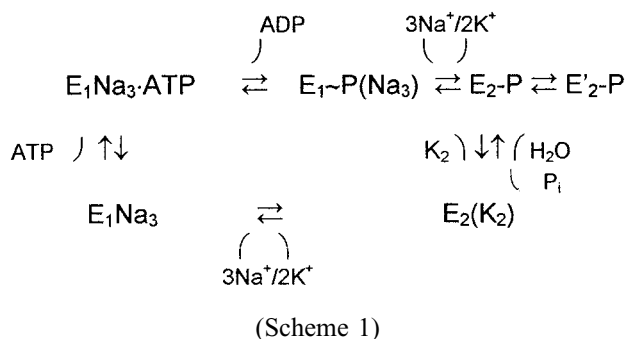 ADP 3Na⁺/2K⁺
E₁Na₃·ATP ⇄ E₁~P(Na₃) ⇄ E₂-P ⇄ E'₂-P
ATP ↑↓ K₂ ↓↑ H₂O
Pᵢ
E₁Na₃ ⇄ E₂(K₂)
3Na⁺/2K⁺
(Scheme 1)